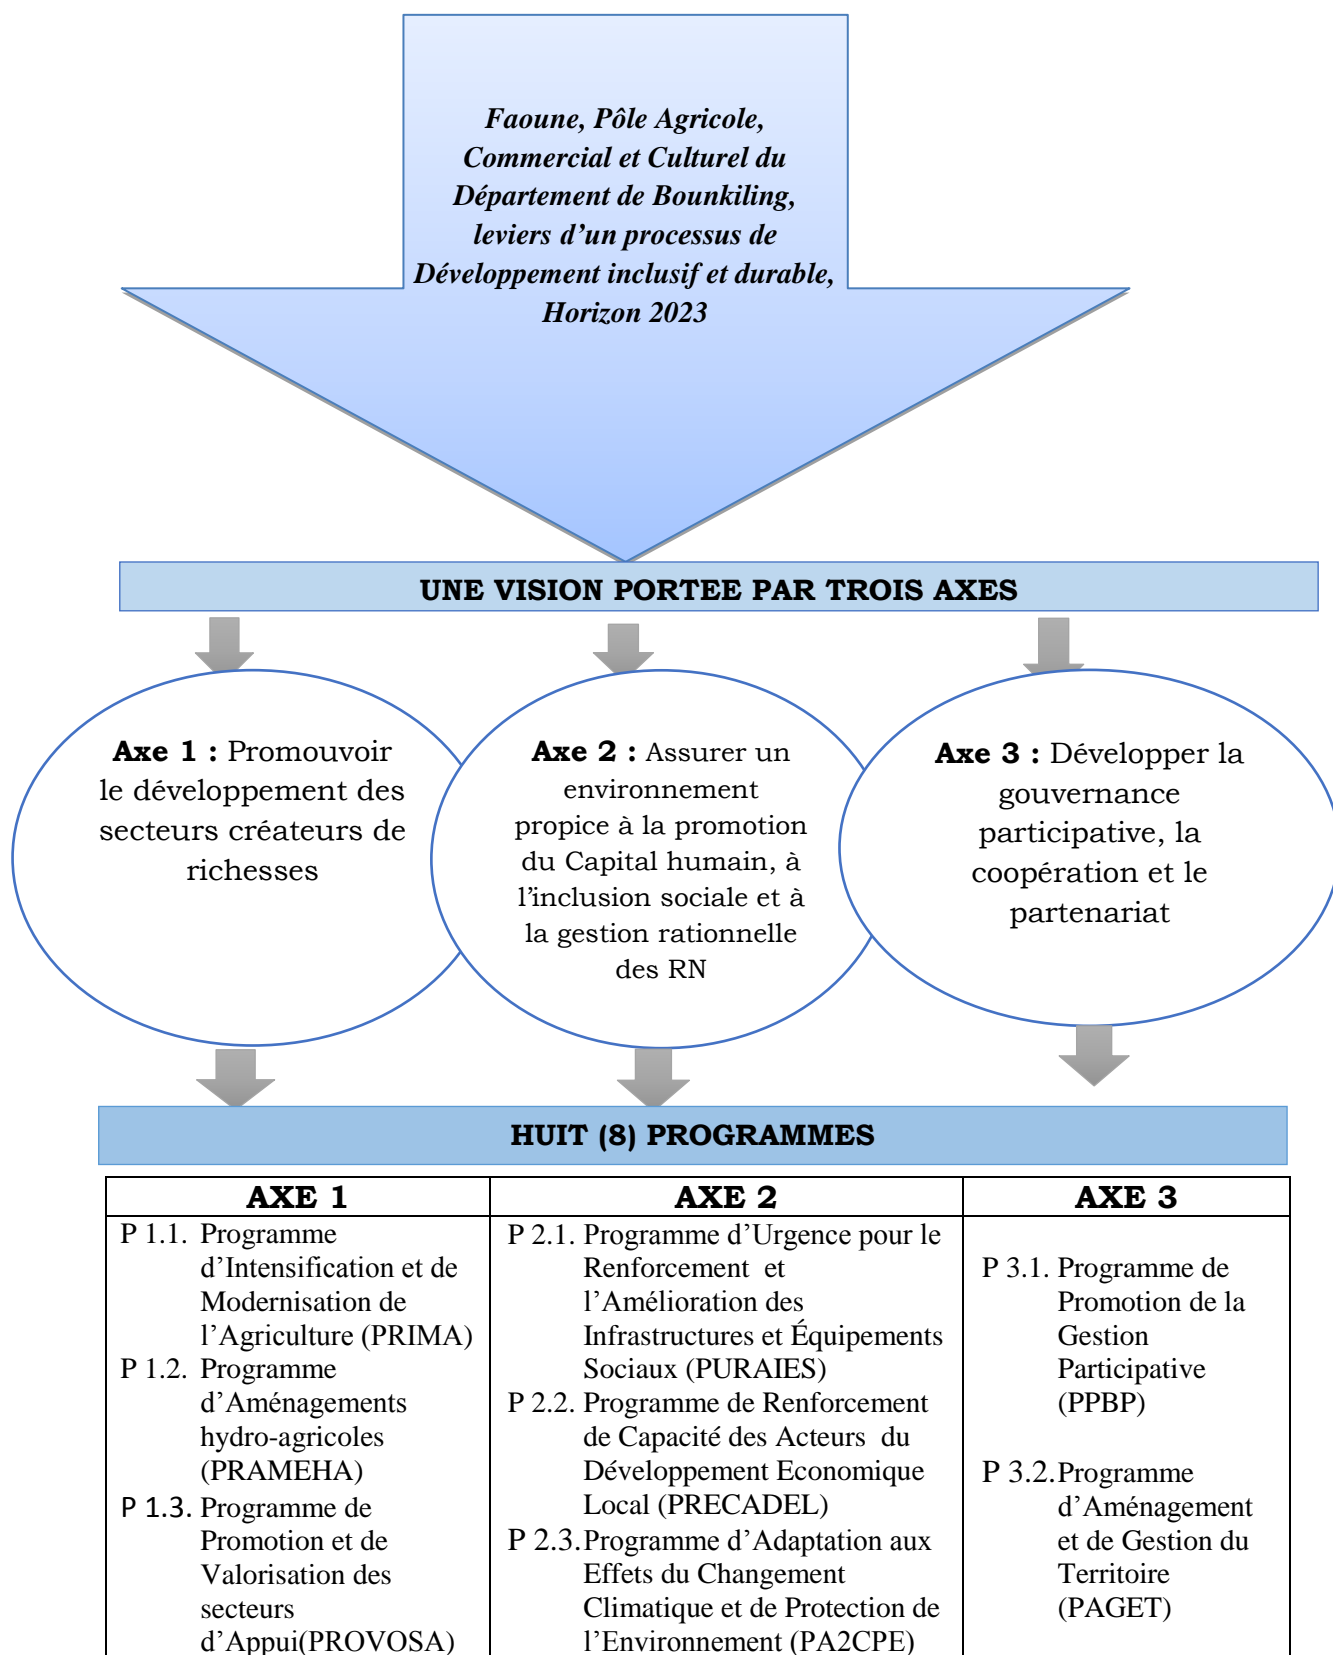 Faoune, Pôle Agricole,
Commercial et Culturel du
Département de Bounkiling,
leviers d’un processus de
Développement inclusif et durable,
Horizon 2023
UNE VISION PORTEE PAR TROIS AXES
Axe 1 : Promouvoir
le développement des
secteurs créateurs de
richesses
Axe 2 : Assurer un
environnement
propice à la promotion
du Capital humain, à
l’inclusion sociale et à
la gestion rationnelle
des RN
Axe 3 : Développer la
gouvernance
participative, la
coopération et le
partenariat
HUIT (8) PROGRAMMES
AXE 1
P 1.1. Programme
d’Intensification et de
Modernisation de
l’Agriculture (PRIMA)
P 1.2. Programme
d’Aménagements
hydro-agricoles
(PRAMEHA)
P 1.3. Programme de
Promotion et de
Valorisation des
secteurs
d’Appui(PROVOSA)
AXE 2
P 2.1. Programme d’Urgence pour le
Renforcement et
l’Amélioration des
Infrastructures et Équipements
Sociaux (PURAIES)
P 2.2. Programme de Renforcement
de Capacité des Acteurs du
Développement Economique
Local (PRECADEL)
P 2.3.Programme d’Adaptation aux
Effets du Changement
Climatique et de Protection de
l’Environnement (PA2CPE)
AXE 3
P 3.1. Programme de
Promotion de la
Gestion
Participative
(PPBP)
P 3.2.Programme
d’Aménagement
et de Gestion du
Territoire
(PAGET)